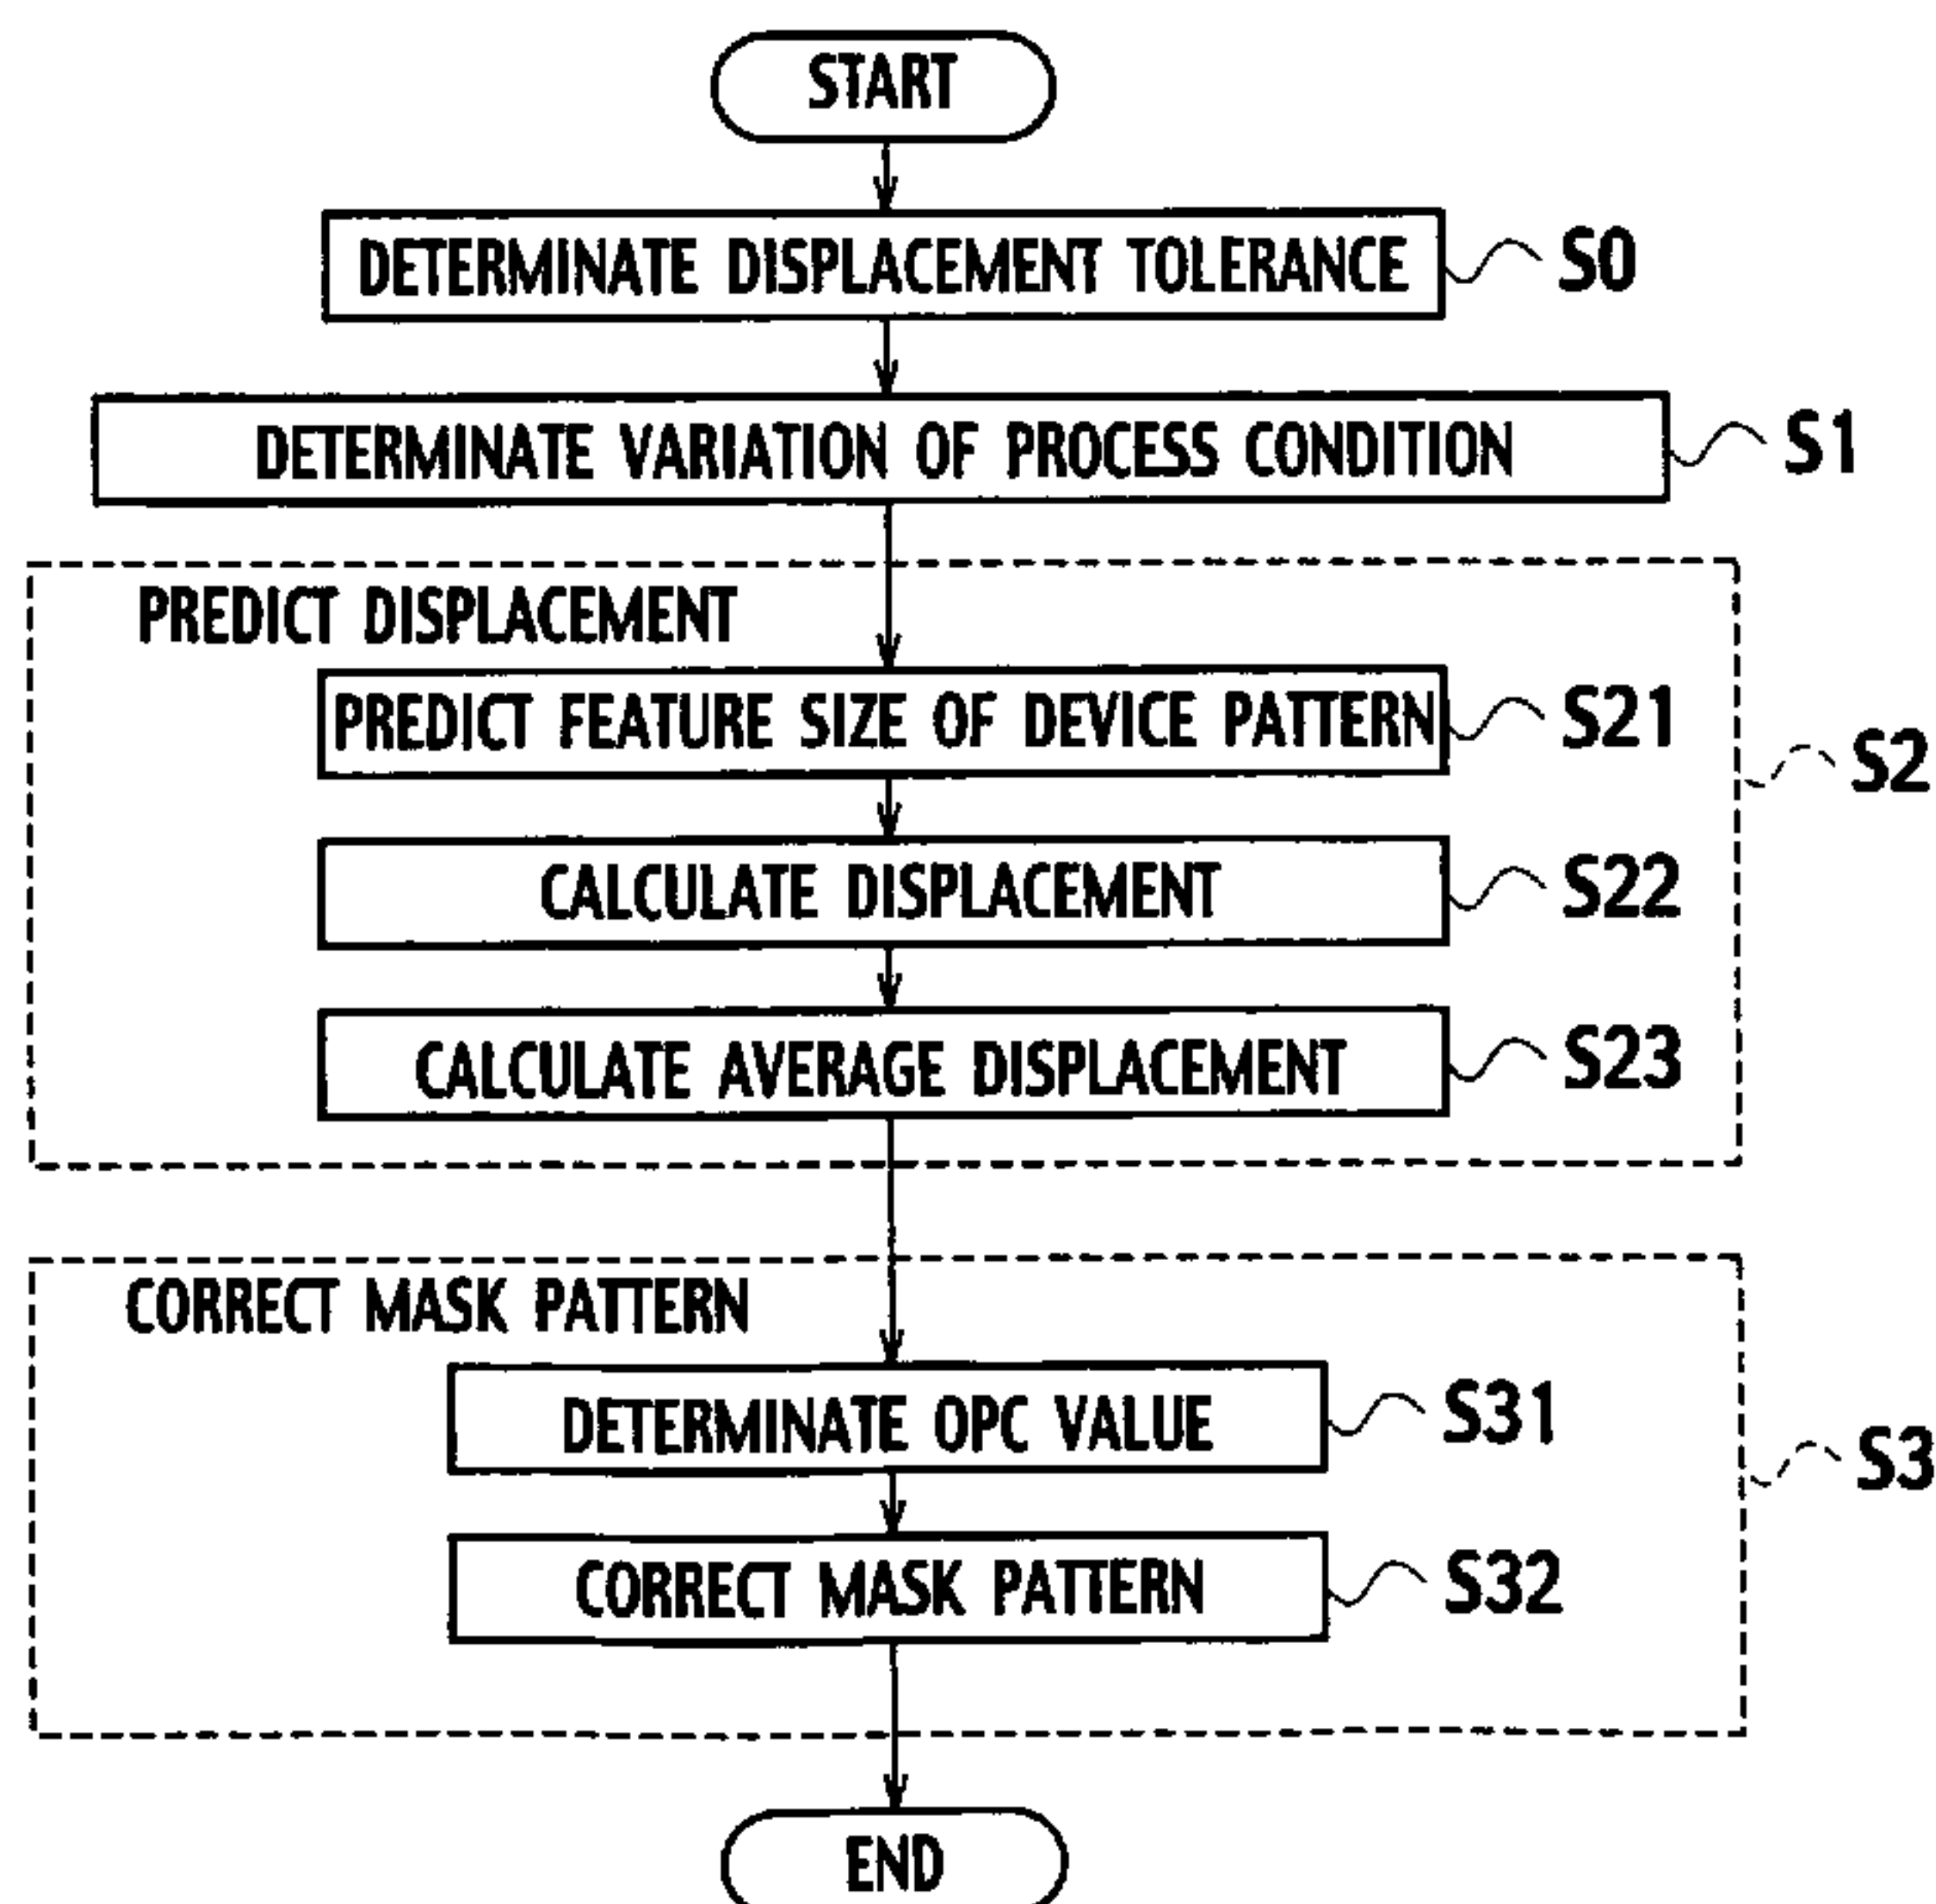 START
DETERMINATE DISPLACEMENT TOLERANCE S0
DETERMINATE VARIATION OF PROCESS CONDITION S1
PREDICT DISPLACEMENT
PREDICT FEATURE SIZE OF DEVICE PATTERN S21
S2
CALCULATE DISPLACEMENT S22
CALCULATE AVERAGE DISPLACEMENT S23
CORRECT MASK PATTERN
DETERMINATE OPC VALUE S31
S3
CORRECT MASK PATTERN S32
END